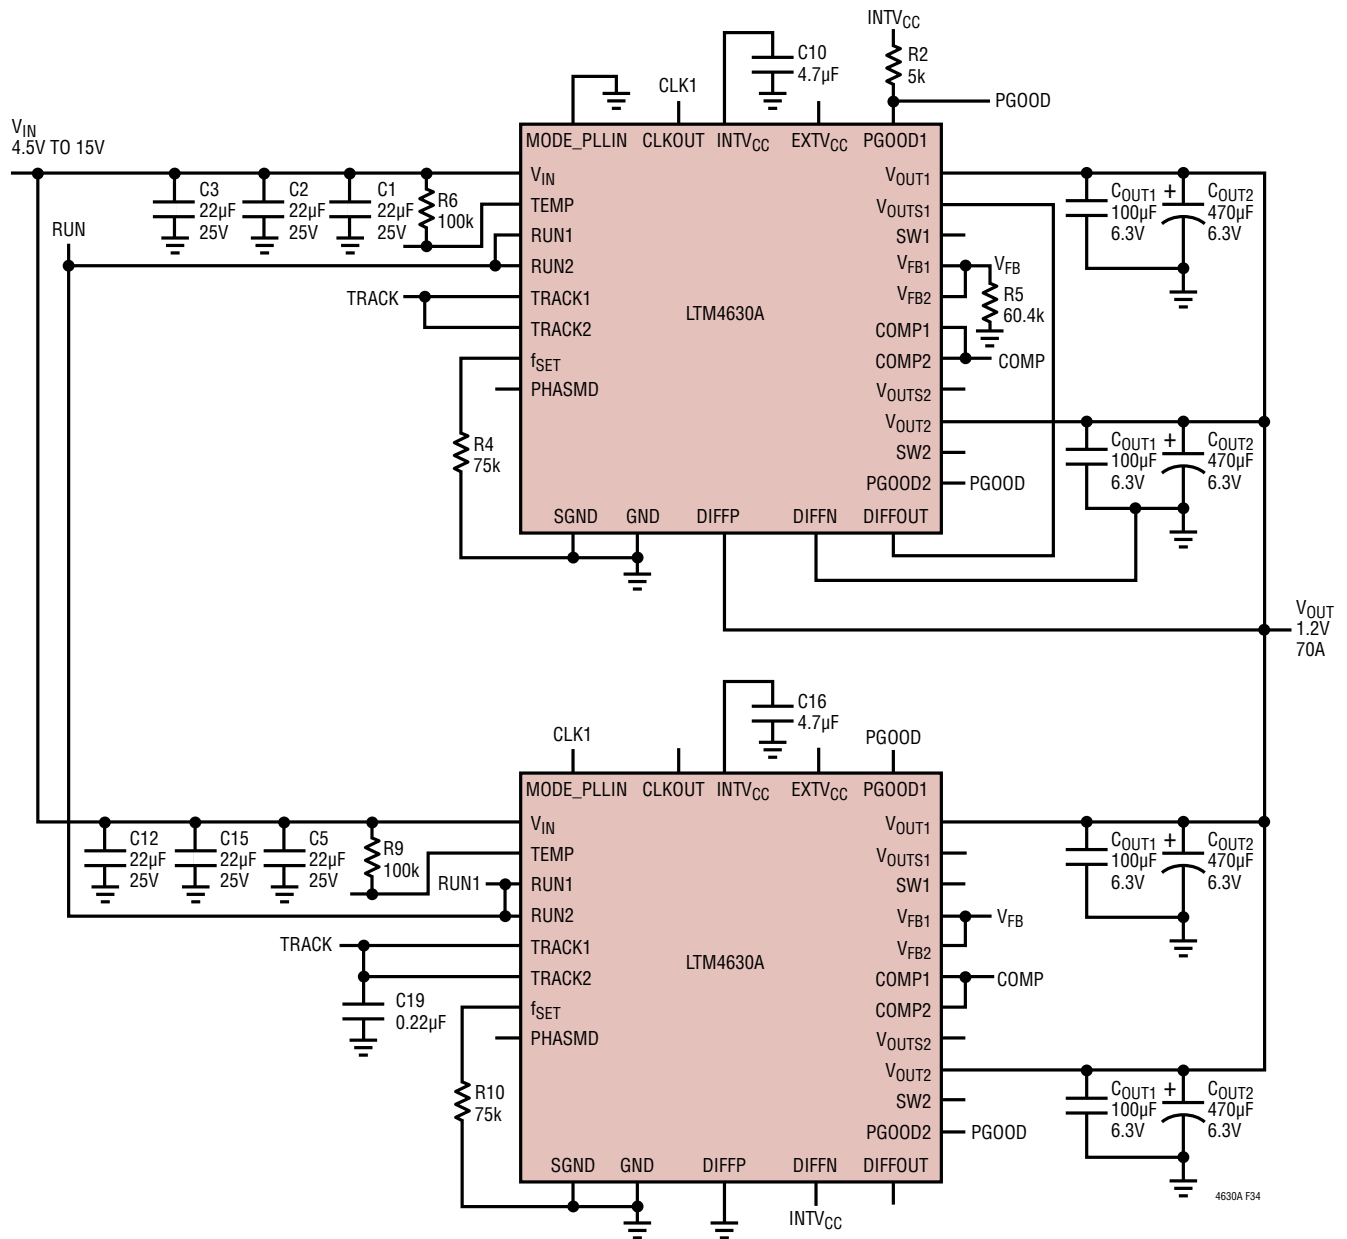 INTVCC
R2
5k
PGOOD
C10
4.7µF
CLK1
VIN
4.5V TO 15V
MODE_PLLIN CLKOUT INTVCC EXTVCC PGOOD1
C3
22µF
25V
C2
22µF
25V
C1
22µF
25V
R6
100k
RUN
TRACK
R4
75k
VIN
TEMP
RUN1
RUN2
TRACK1
TRACK2
fSET
PHASMD
LTM4630A
VOUT1
VOUTS1
SW1
VFB1
VFB2
COMP1
COMP2
VOUTS2
VOUT2
SW2
PGOOD2
SGND GND DIFFP DIFFN DIFFOUT
VFB
R5
60.4k
COMP
PGOOD
COUT1
100µF
6.3V
+
COUT2
470µF
6.3V
COUT1
100µF
6.3V
+
COUT2
470µF
6.3V
VOUT
1.2V
70A
C16
4.7µF
CLK1
PGOOD
MODE_PLLIN CLKOUT INTVCC EXTVCC PGOOD1
C12
22µF
25V
C15
22µF
25V
C5
22µF
25V
R9
100k
RUN1
TRACK
C19
0.22µF
R10
75k
VIN
TEMP
RUN1
RUN2
TRACK1
TRACK2
fSET
PHASMD
LTM4630A
VOUT1
VOUTS1
SW1
VFB1
VFB2
COMP1
COMP2
VOUTS2
VOUT2
SW2
PGOOD2
SGND GND DIFFP DIFFN DIFFOUT
INTVCC
VFB
COMP
PGOOD
COUT1
100µF
6.3V
+
COUT2
470µF
6.3V
COUT1
100µF
6.3V
+
COUT2
470µF
6.3V
4630A F34